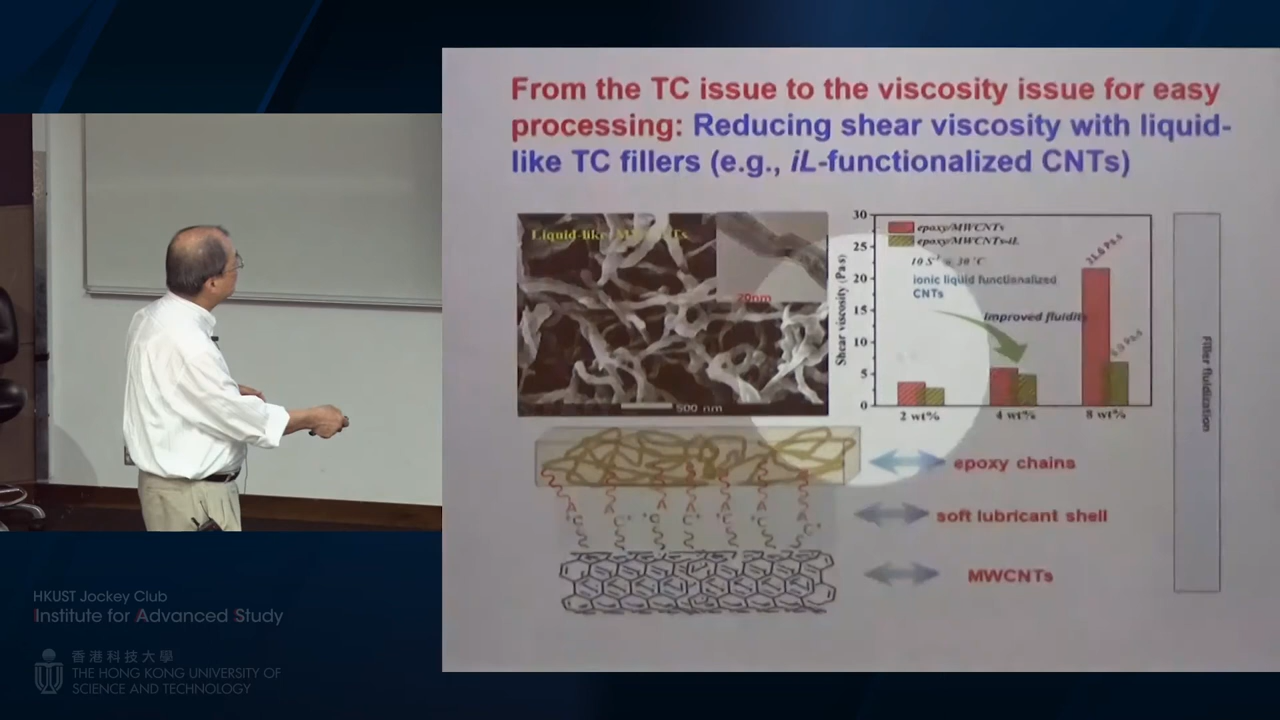 From the TC issue to the viscosity issue for easy
processing: Reducing shear viscosity with liquid-
like TC fillers (e.g., iL-functionalized CNTs)
20nm
500 nm
Shear viscosity (Pa.s)
30
25
20
15
10
5
0
epoxy/MWCNTs
epoxy/MWCNTs-iL
ionic liquid functionalized
CNTs
Improved fluidity
2 wt%
4 wt%
8 wt%
Filler fluidization
epoxy chains
soft lubricant shell
MWCNTs
HKUST Jockey Club
Institute for Advanced Study
香港科技大學
THE HONG KONG UNIVERSITY OF
SCIENCE AND TECHNOLOGY